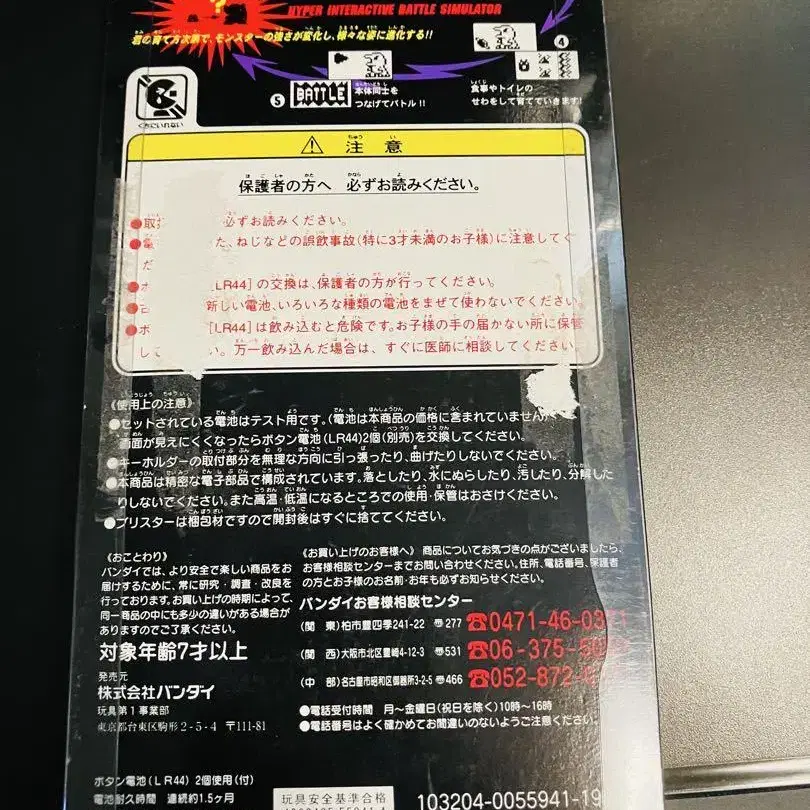 HYPER INTERACTIVE BATTLE SIMULATOR
君の育て方次第で、モンスターの強さが変化し、様々な姿に進化する!!
④
⑤ BATTLE 本体同士をつなげてバトル!!
食事やトイレのせわをして育てていきます!
くちにいれない
⚠ 注意
保護者の方へ 必ずお読みください。
●取 必ずお読みください。
● た、ねじなどの誤飲事故(特に3才未満のお子様)に注意してく
だ
●ボ [LR44]の交換は、保護者の方が行ってください。
● 新しい電池、いろいろな種類の電池をまぜて使わないでください。
●ボ [LR44]は飲み込むと危険です。お子様の手の届かない所に保管
して い。万一飲み込んだ場合は、すぐに医師に相談してください。
《使用上の注意》
●セットされている電池はテスト用です。(電池は本商品の価格に含まれていません)
画面が見えにくくなったらボタン電池(LR44)2個(別売)を交換してください。
●キーホルダーの取付部分を無理な方向に引っ張ったり、曲げたりしないでください。
●本商品は精密な電子部品で構成されています。落としたり、水にぬらしたり、汚したり、分解した
りしないでください。また高温・低温になるところでの使用・保管はおさけください。
●ブリスターは梱包材ですので開封後はすぐに捨ててください。
《おことわり》
バンダイでは、より安全で楽しい商品をお
届けするために、常に研究・調査・改良を
行っております。お買い上げの時期によって、
同一商品の中にも多少の違いがある場合が
ありますのでご了承ください。
対象年齢7才以上
発売元
株式会社バンダイ
玩具第1事業部
東京都台東区駒形2-5-4 〒111-81
《お買い上げのお客様へ》 商品についてお気づきの点がございましたら、
お客様相談センターまでお問い合わせください。住所、電話番号、保護者
の方とお子様のお名前・お年も必ずお知らせください。
バンダイお客様相談センター
(関 東)柏市豊四季241-22 〒277 ☎0471-46-03
(関 西)大阪市北区豊崎4-12-3 〒531 ☎06-375-50
(中 部)名古屋市昭和区御器所3-2-5 〒466 ☎052-872-
●電話受付時間 月~金曜日(祝日を除く)10時~16時
●電話番号はよく確かめてお間違いのないようご注意ください。
ボタン電池(LR44)2個使用(付)
電池耐久時間 連続約1.5ヶ月
玩具安全基準合格
103204-0055941-19